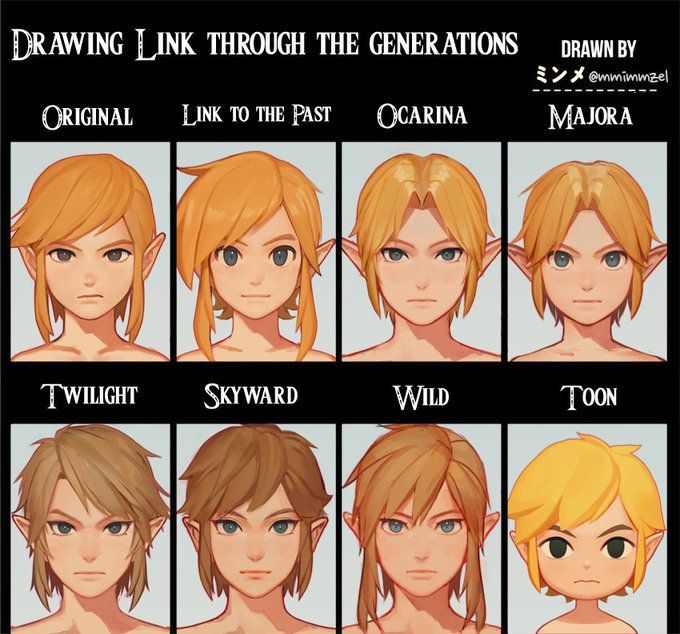 Drawing Link through the generations
DRAWN BY
ミンメ @mmimmzel
Original
Link to the Past
Ocarina
Majora
Twilight
Skyward
Wild
Toon